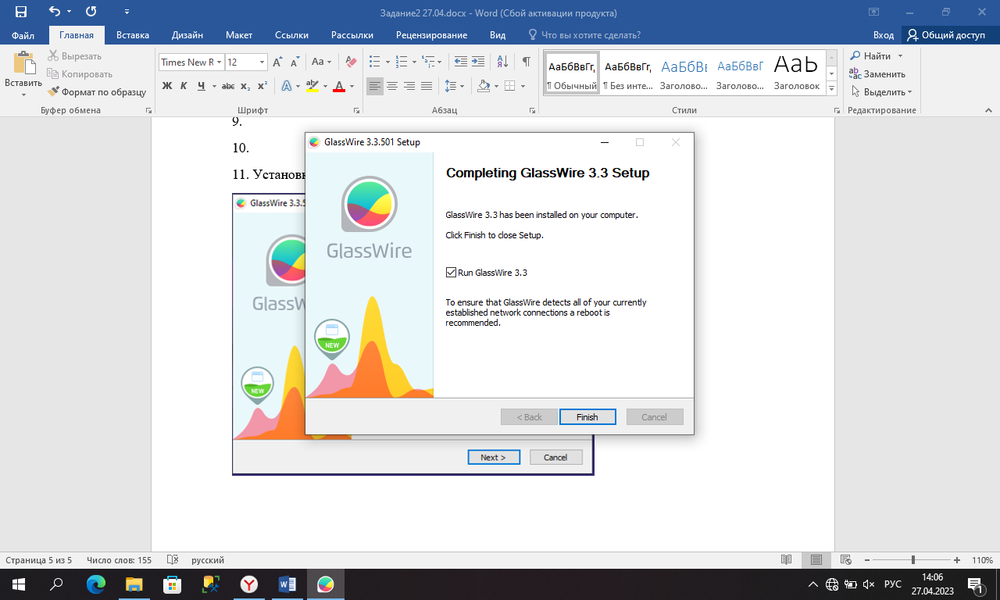 Задание2 27.04.docx - Word (Сбой активации продукта)
Файл Главная Вставка Дизайн Макет Ссылки Рассылки Рецензирование Вид Что вы хотите сделать? Вход Общий доступ
Вставить
Вырезать
Копировать
Формат по образцу
Буфер обмена
Times New R 12
Aa
Ж К Ч abc x₂ x²
Шрифт
Абзац
АаБбВвГг,
¶ Обычный
АаБбВвГг,
¶ Без инте...
АаБбВі
Заголово...
АаБбВвГ
Заголово...
АаЬ
Заголовок
Стили
Найти
Заменить
Выделить
Редактирование
9.
10.
11. Установ
GlassWire 3.3.5
GlassW
NEW
Next >
Cancel
GlassWire 3.3.501 Setup
GlassWire
NEW
Completing GlassWire 3.3 Setup
GlassWire 3.3 has been installed on your computer.
Click Finish to close Setup.
Run GlassWire 3.3
To ensure that GlassWire detects all of your currently
established network connections a reboot is
recommended.
< Back
Finish
Cancel
Страница 5 из 5 Число слов: 155 русский 110%
РУС
14:06
27.04.2023
1